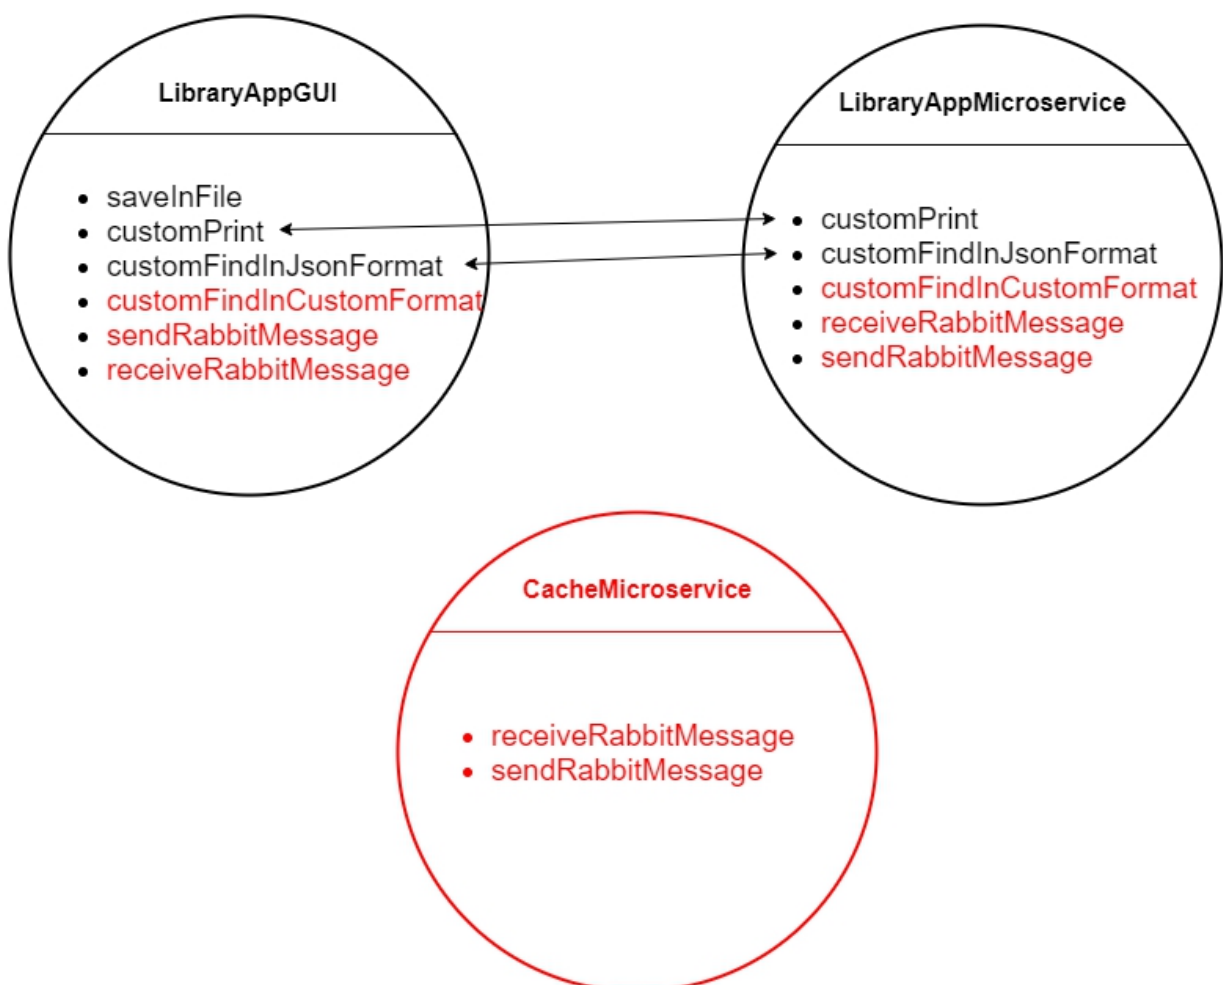 LibraryAppGUI
saveInFile
customPrint
customFindInJsonFormat
customFindInCustomFormat
sendRabbitMessage
receiveRabbitMessage
LibraryAppMicroservice
customPrint
customFindInJsonFormat
customFindInCustomFormat
receiveRabbitMessage
sendRabbitMessage
CacheMicroservice
receiveRabbitMessage
sendRabbitMessage